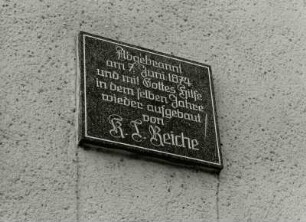 Abgebrannt
am 7. Juni 1874
und mit Gottes Hilfe
in dem selben Jahre
wieder aufgebaut
von
K. L. Reiche